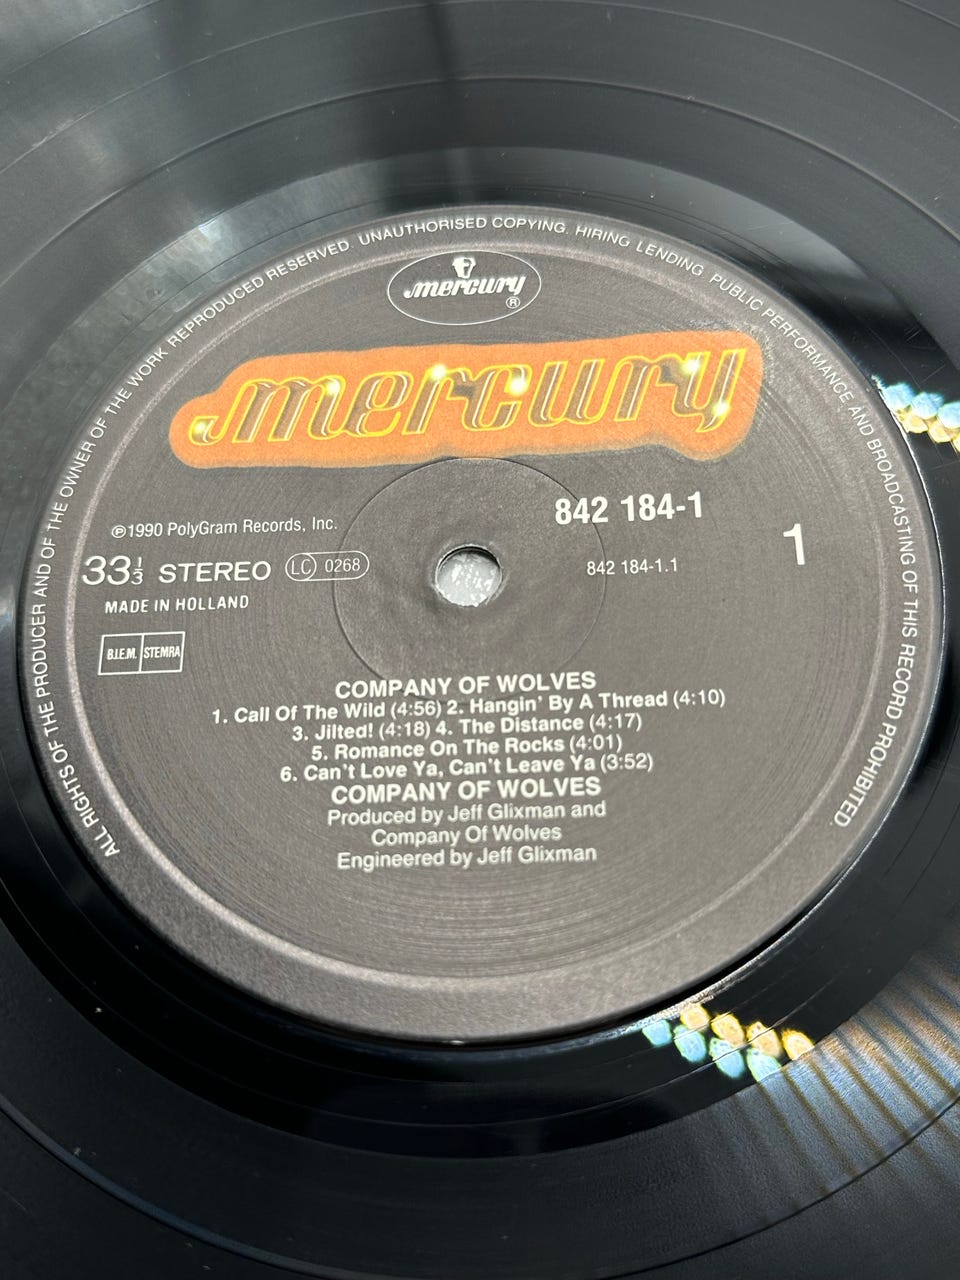 ALL RIGHTS OF THE PRODUCER AND OF THE OWNER OF THE WORK REPRODUCED RESERVED. UNAUTHORISED COPYING. HIRING LENDING PUBLIC PERFORMANCE AND BROADCASTING OF THIS RECORD PROHIBITED.
mercury ®
mercury
842 184-1
℗1990 PolyGram Records, Inc.
1
33⅓ STEREO LC 0268
842 184-1.1
MADE IN HOLLAND
B.I.E.M. STEMRA
COMPANY OF WOLVES
1. Call Of The Wild (4:56) 2. Hangin' By A Thread (4:10)
3. Jilted! (4:18) 4. The Distance (4:17)
5. Romance On The Rocks (4:01)
6. Can't Love Ya, Can't Leave Ya (3:52)
COMPANY OF WOLVES
Produced by Jeff Glixman and
Company Of Wolves
Engineered by Jeff Glixman